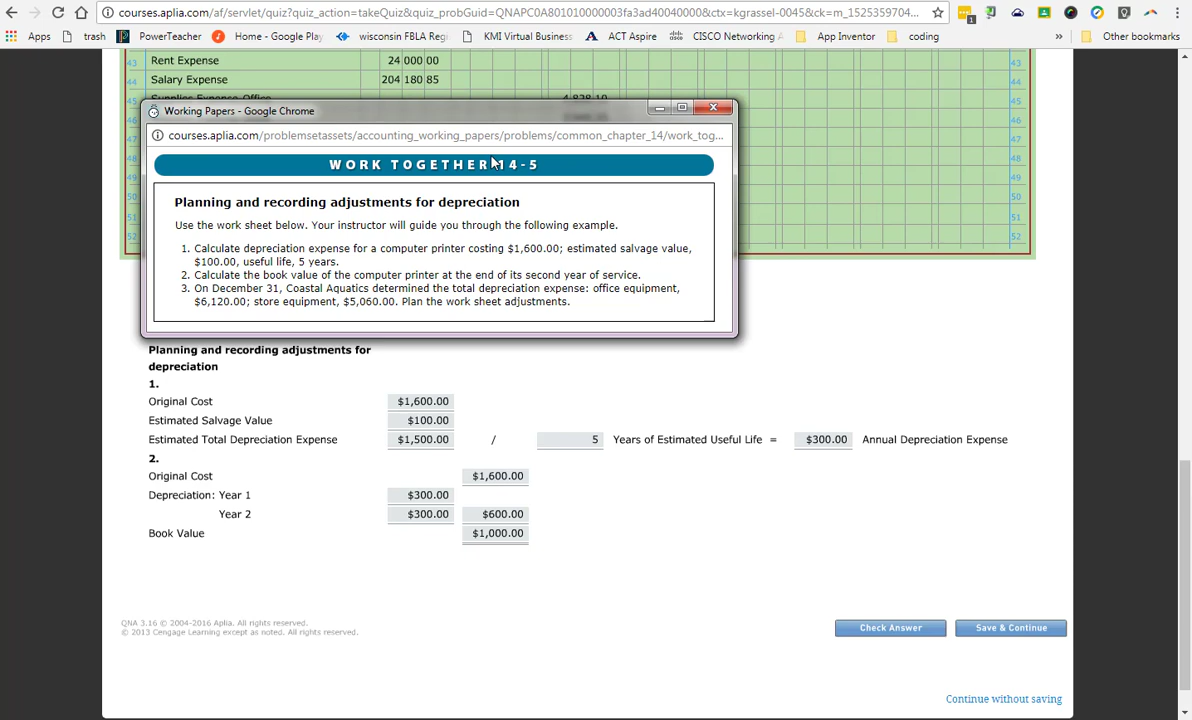 courses.aplia.com/af/servlet/quiz?quiz_action=takeQuiz&quiz_probGuid=QNAPC0A801010000003fa3ad40040000&ctx=kgrassel-0045&ck=m_1525359704...
Apps trash PowerTeacher Home - Google Play wisconsin FBLA Regi KMI Virtual Business ACT Aspire CISCO Networking A App Inventor coding » Other bookmarks
43 Rent Expense 24 000 00 43
44 Salary Expense 204 180 85 44
45 Supplies Expense-Office 4 828 10 45
Working Papers - Google Chrome
46 46
courses.aplia.com/problemsetassets/accounting_working_papers/problems/common_chapter_14/work_tog...
47 47
WORK TOGETHER 14-5
48 48
49 49
50 50
51 51
52 52
Planning and recording adjustments for depreciation
Use the work sheet below. Your instructor will guide you through the following example.
1. Calculate depreciation expense for a computer printer costing $1,600.00; estimated salvage value,
$100.00, useful life, 5 years.
2. Calculate the book value of the computer printer at the end of its second year of service.
3. On December 31, Coastal Aquatics determined the total depreciation expense: office equipment,
$6,120.00; store equipment, $5,060.00. Plan the work sheet adjustments.
Planning and recording adjustments for
depreciation
1.
Original Cost $1,600.00
Estimated Salvage Value $100.00
Estimated Total Depreciation Expense $1,500.00 / 5 Years of Estimated Useful Life = $300.00 Annual Depreciation Expense
2.
Original Cost $1,600.00
Depreciation: Year 1 $300.00
Year 2 $300.00 $600.00
Book Value $1,000.00
QNA 3.16 © 2004-2016 Aplia. All rights reserved.
© 2013 Cengage Learning except as noted. All rights reserved.
Check Answer Save & Continue
Continue without saving